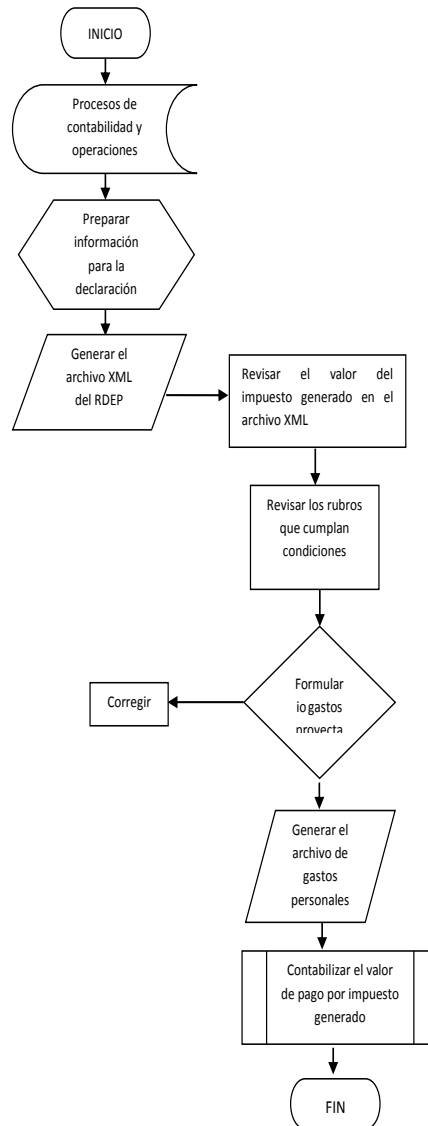 INICIO
Procesos de
contabilidad y
operaciones
Preparar
información
para la
declaración
Generar el
archivo XML
del RDEP
Revisar el valor del
impuesto generado en el
archivo XML
Revisar los rubros
que cumplan
condiciones
Formular
io gastos
proyecta
Corregir
Generar el
archivo de
gastos
personales
Contabilizar el valor
de pago por impuesto
generado
FIN